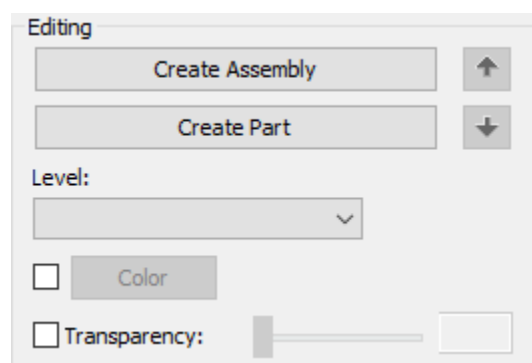 Editing
Create Assembly
Create Part
Level:
Color
Transparency: